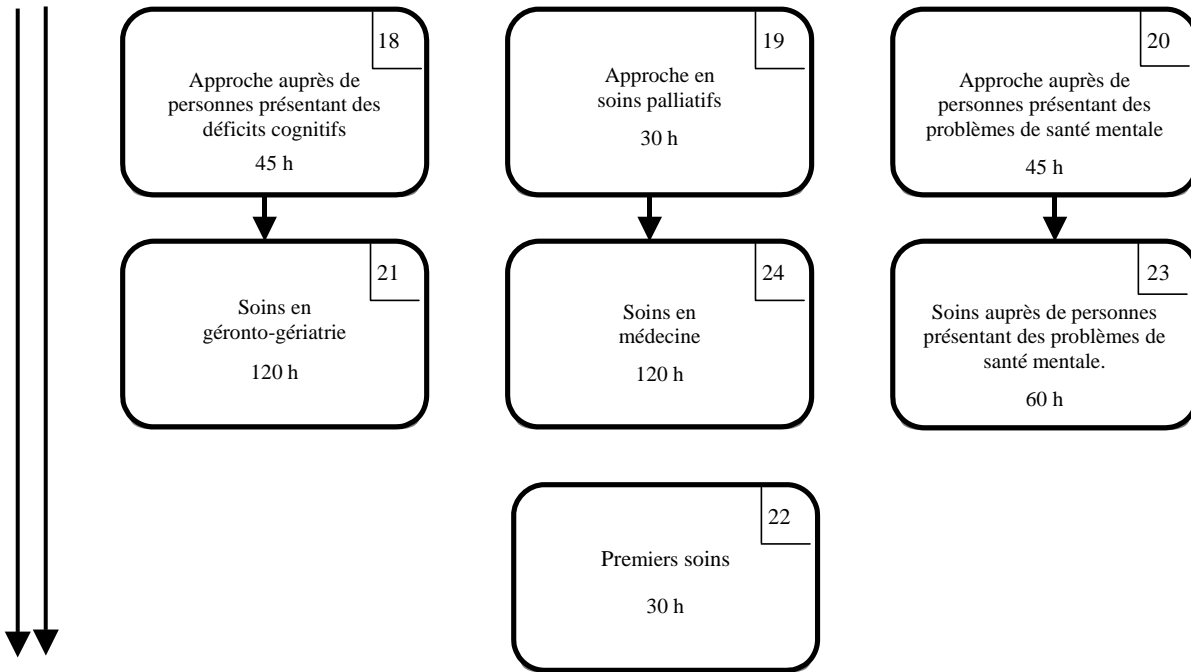 18
Approche auprès de
personnes présentant des
déficits cognitifs
45 h
19
Approche en
soins palliatifs
30 h
20
Approche auprès de
personnes présentant des
problèmes de santé mentale
45 h
21
Soins en
géronto-gériatrie
120 h
24
Soins en
médecine
120 h
23
Soins auprès de personnes
présentant des problèmes de
santé mentale.
60 h
22
Premiers soins
30 h